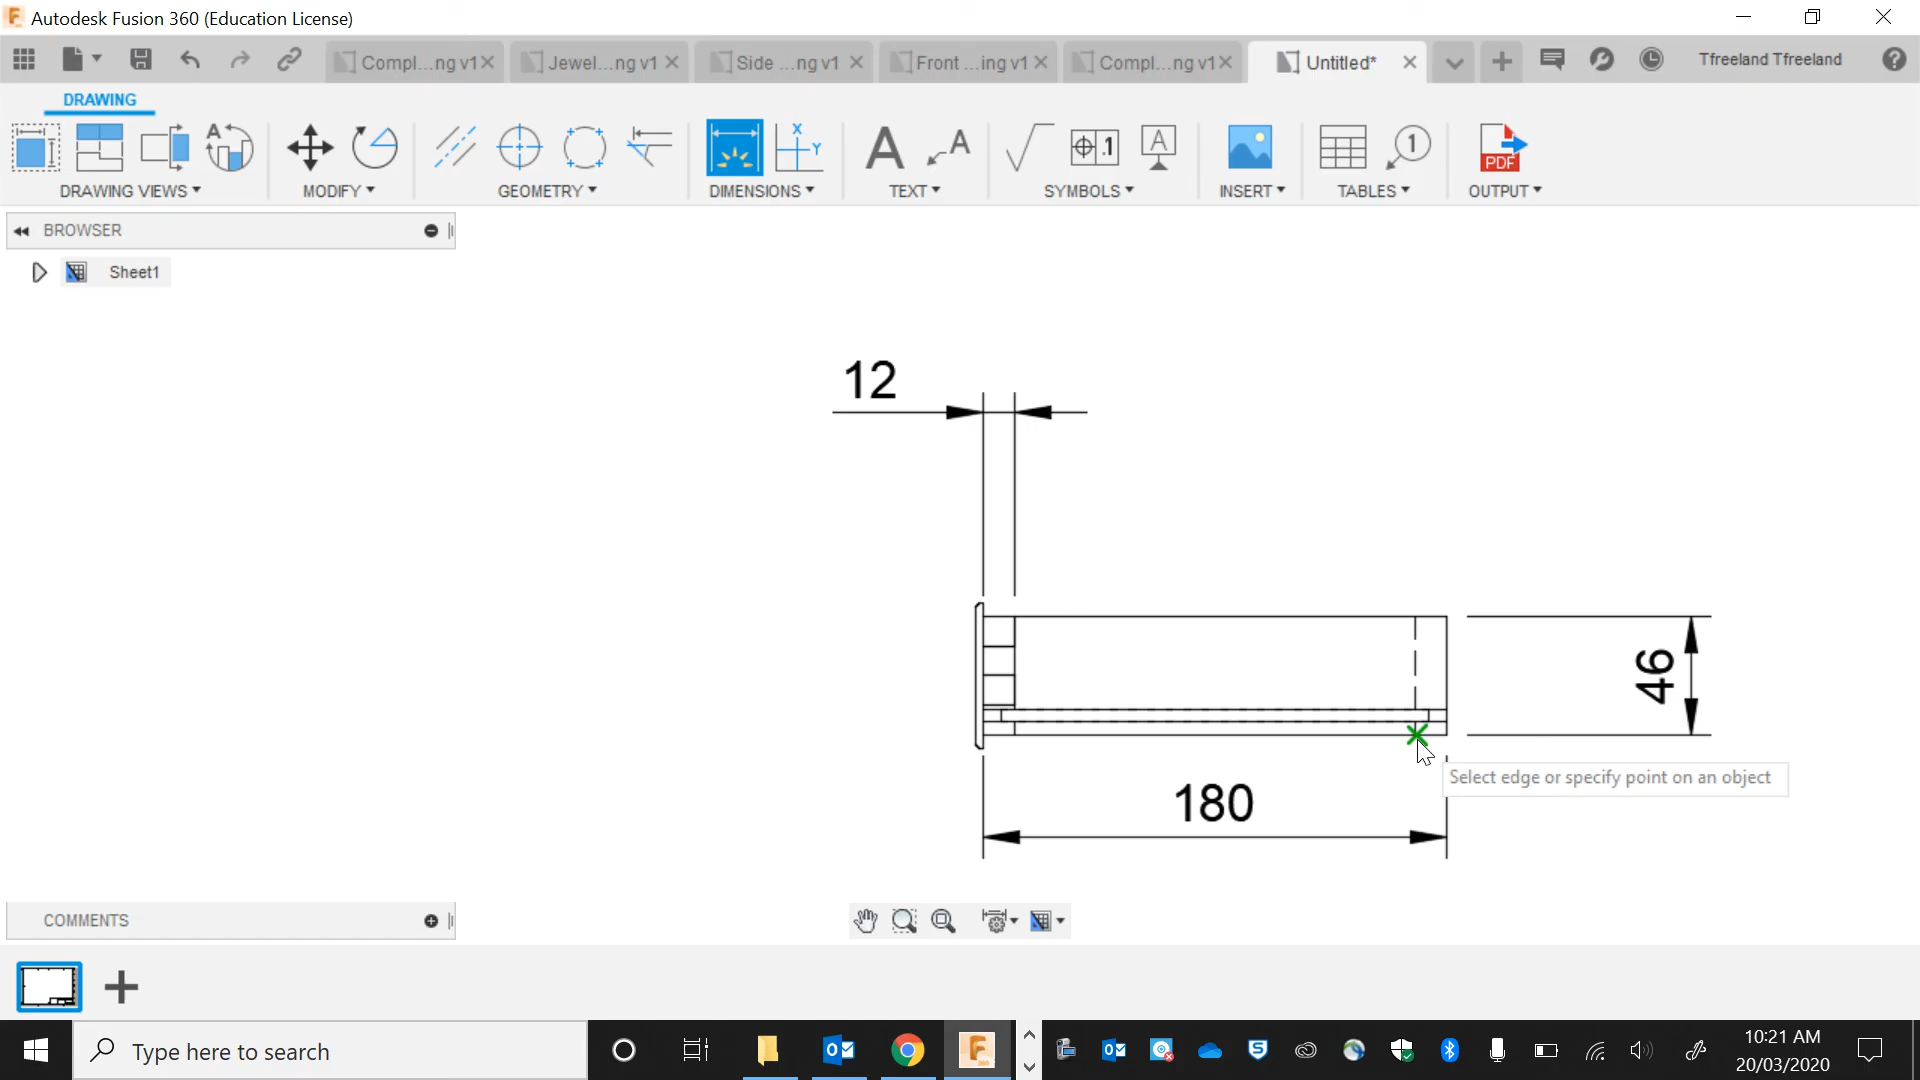 Autodesk Fusion 360 (Education License)
Compl...ng v1
Jewel...ng v1
Side ...ng v1
Front ...ing v1
Compl...ng v1
Untitled*
Tfreeland Tfreeland
DRAWING
DRAWING VIEWS
MODIFY
GEOMETRY
DIMENSIONS
TEXT
SYMBOLS
INSERT
TABLES
OUTPUT
BROWSER
Sheet1
12
46
Select edge or specify point on an object
180
COMMENTS
Type here to search
10:21 AM
20/03/2020